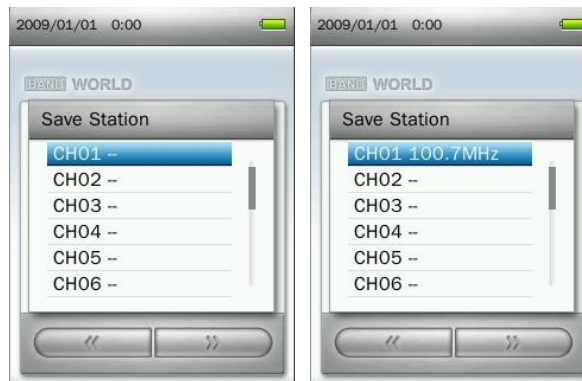 2009/01/01 0:00
BAND WORLD
Save Station
CH01 --
CH02 --
CH03 --
CH04 --
CH05 --
CH06 --
2009/01/01 0:00
BAND WORLD
Save Station
CH01 100.7MHz
CH02 --
CH03 --
CH04 --
CH05 --
CH06 --